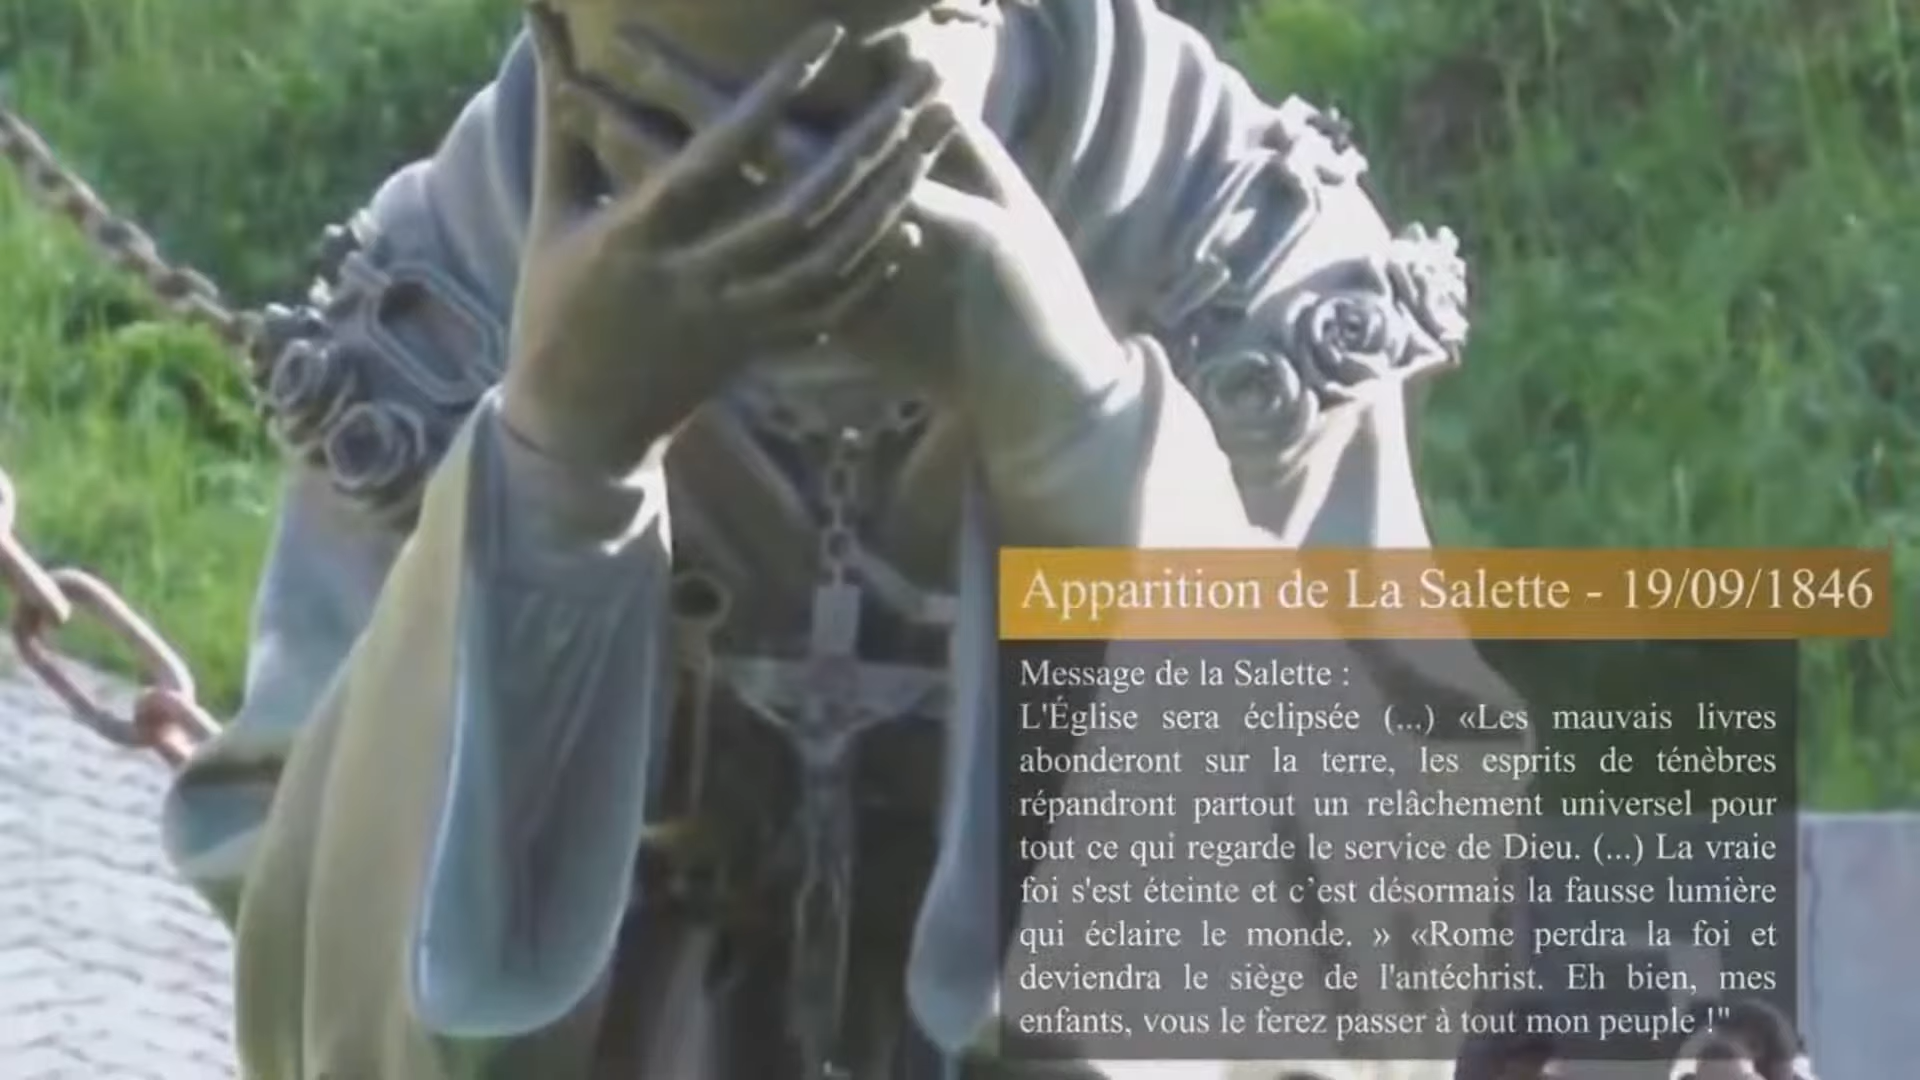 Apparition de La Salette - 19/09/1846
Message de la Salette :
L'Église sera éclipsée (...) «Les mauvais livres
abonderont sur la terre, les esprits de ténèbres
répandront partout un relâchement universel pour
tout ce qui regarde le service de Dieu. (...) La vraie
foi s'est éteinte et c’est désormais la fausse lumière
qui éclaire le monde. » «Rome perdra la foi et
deviendra le siège de l'antéchrist. Eh bien, mes
enfants, vous le ferez passer à tout mon peuple !"